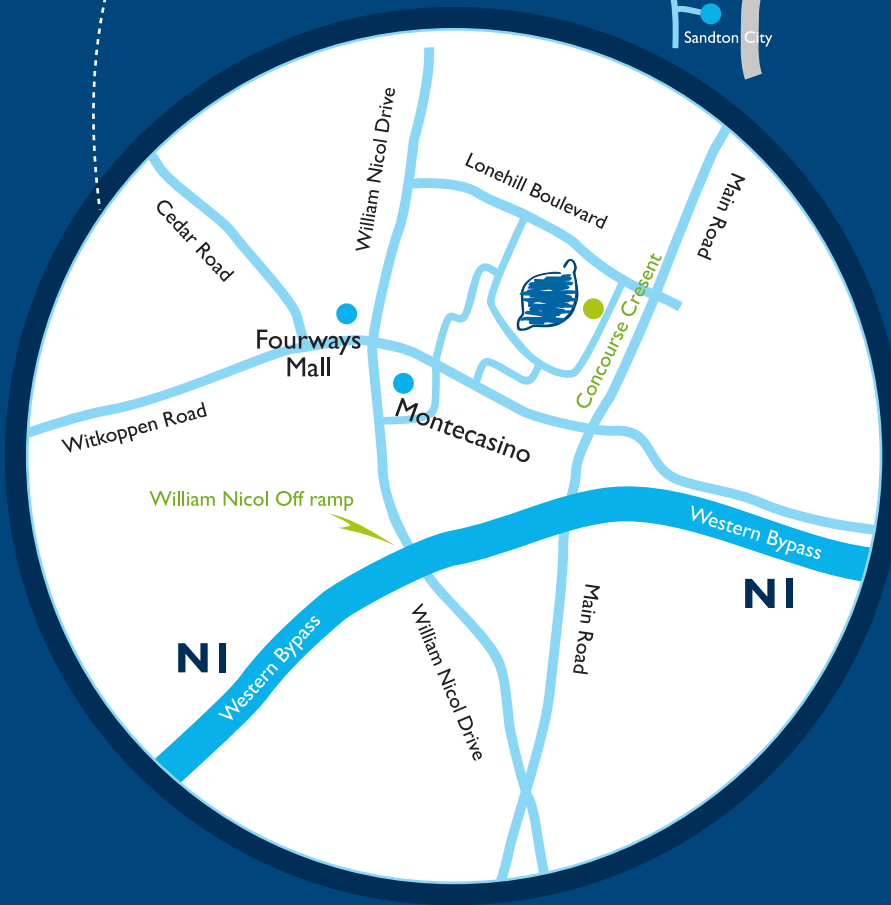 Sandton City
William Nicol Drive
Lonehill Boulevard
Main Road
Cedar Road
Concourse Cresent
Fourways
Mall
Montecasino
Witkoppen Road
William Nicol Off ramp
Western Bypass
N1
Main Road
William Nicol Drive
N1
Western Bypass